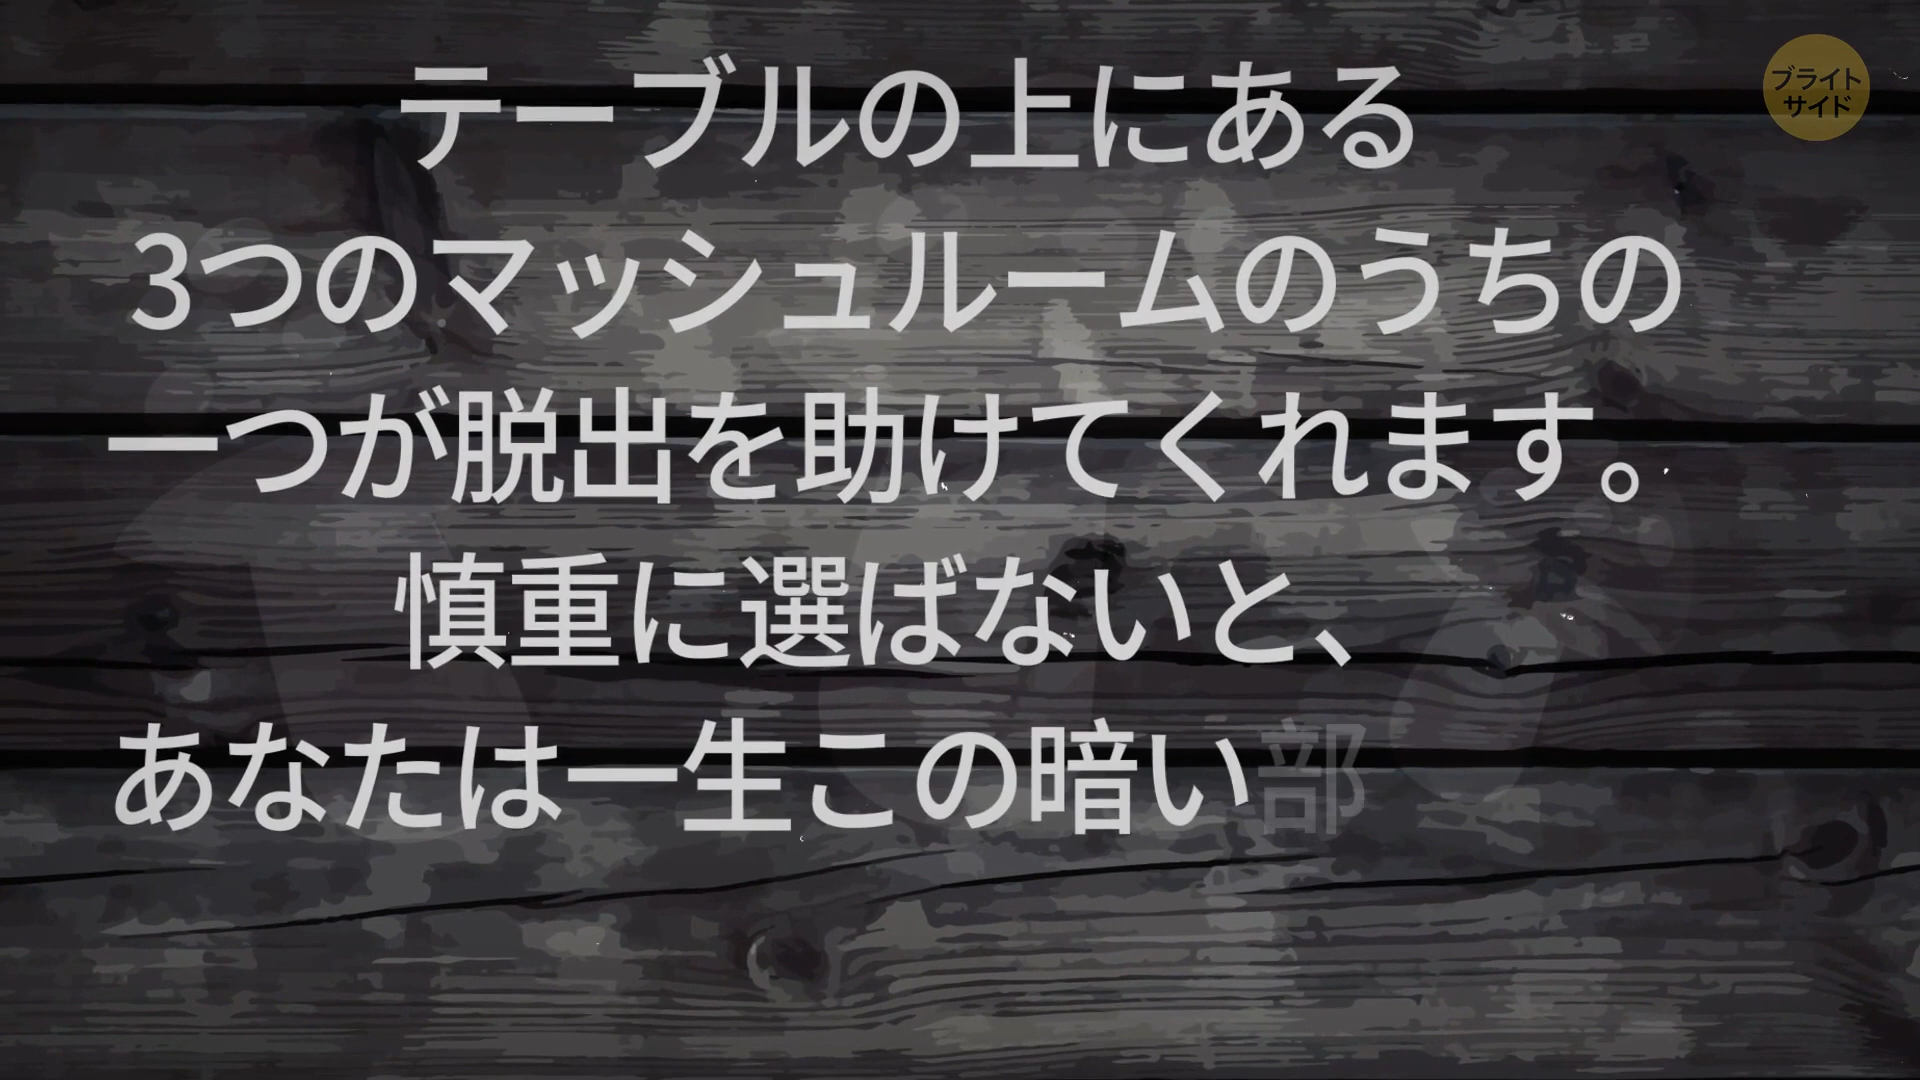 テーブルの上にある
3つのマッシュルームのうちの
一つが脱出を助けてくれます。
慎重に選ばないと、
あなたは一生この暗い部
ブライト
サイド